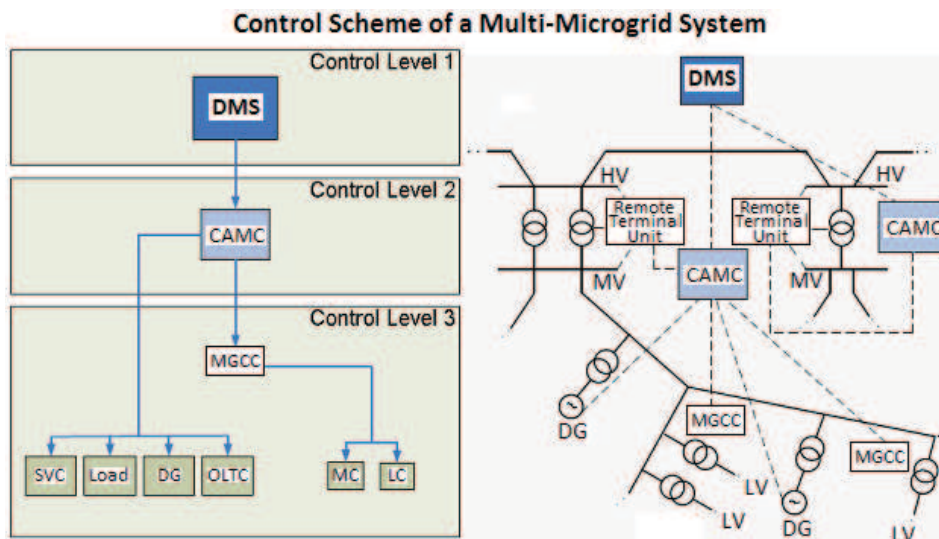 Control Scheme of a Multi-Microgrid System
Control Level 1
DMS
Control Level 2
CAMC
Control Level 3
MGCC
SVC
Load
DG
OLTC
MC
LC
DMS
HV
HV
Remote
Terminal
Unit
Remote
Terminal
Unit
CAMC
MV
CAMC
MV
DG
MGCC
MGCC
LV
LV
DG
LV